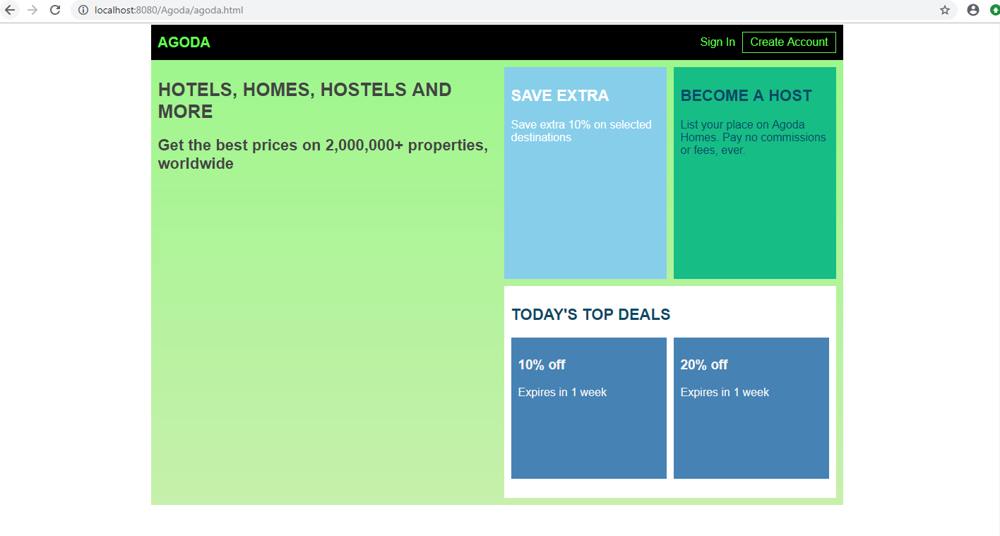 localhost:8080/Agoda/agoda.html
AGODA
Sign In
Create Account
HOTELS, HOMES, HOSTELS AND
MORE
Get the best prices on 2,000,000+ properties,
worldwide
SAVE EXTRA
Save extra 10% on selected
destinations
BECOME A HOST
List your place on Agoda
Homes. Pay no commissions
or fees, ever.
TODAY'S TOP DEALS
10% off
Expires in 1 week
20% off
Expires in 1 week